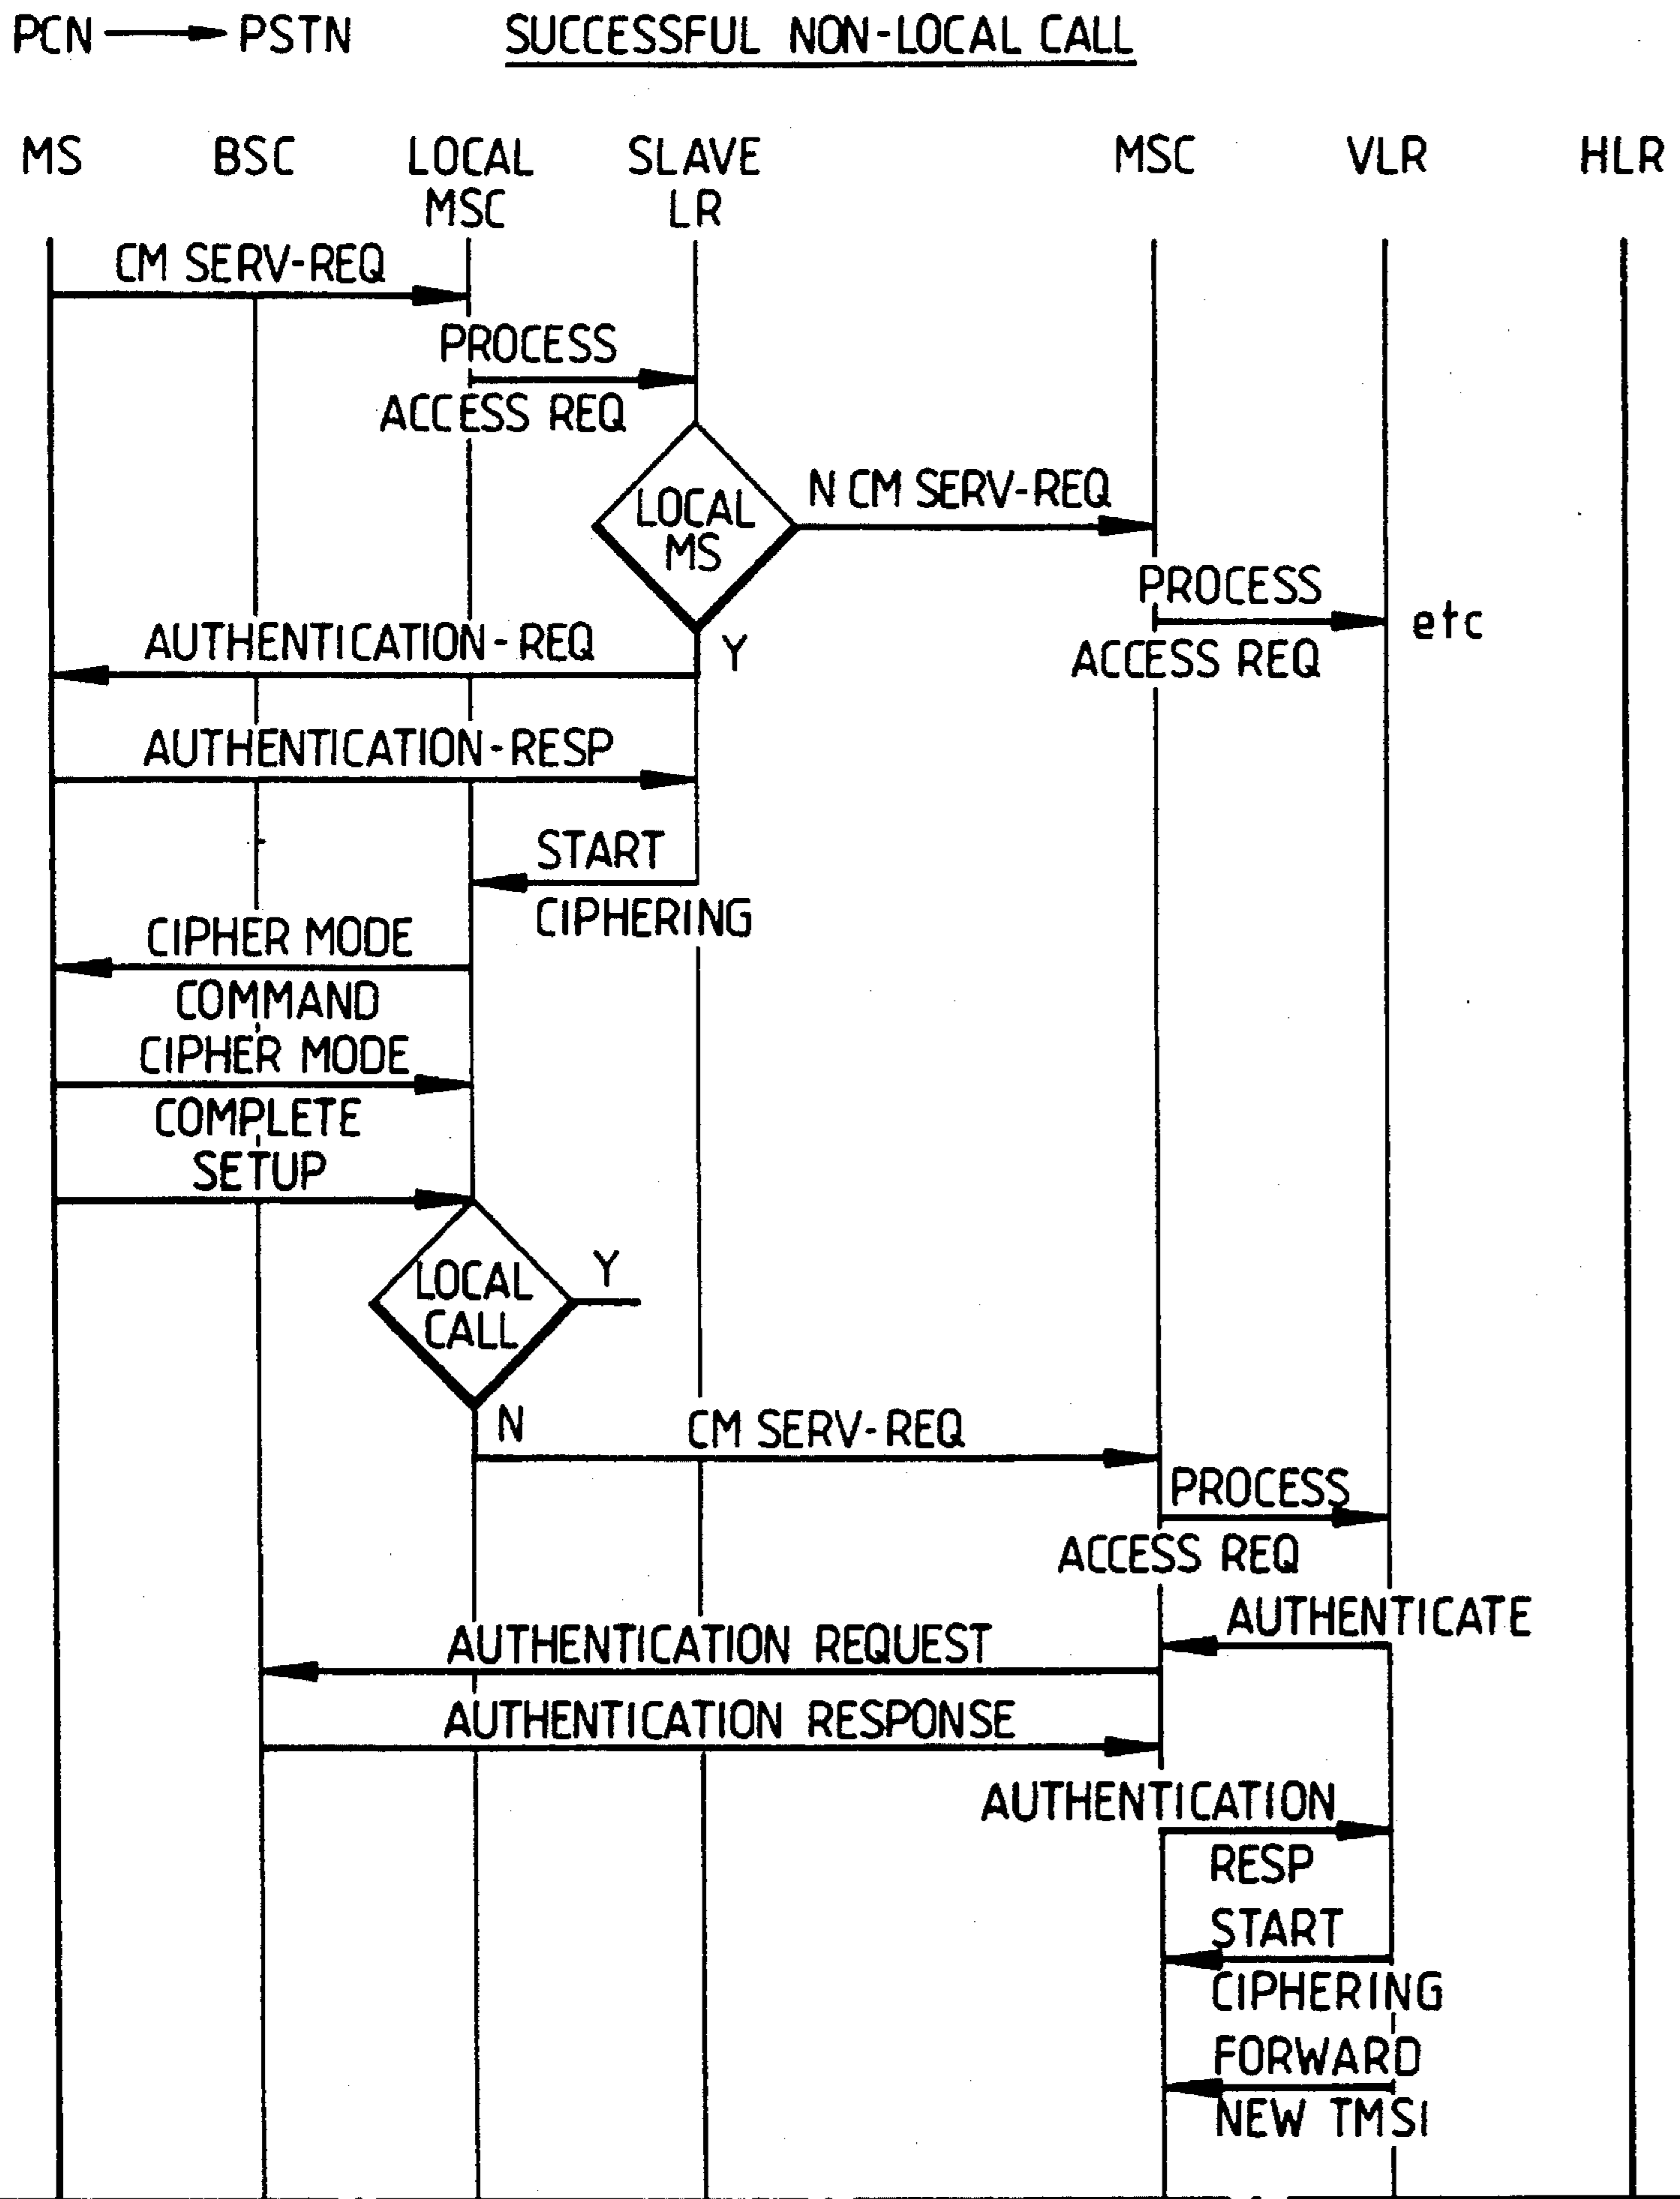 PCN PSTN SUCCESSFUL NON-LOCAL CALL
MS BSC LOCAL MSC SLAVE LR MSC VLR HLR
CM SERV-REQ
PROCESS
ACCESS REQ
LOCAL
MS
N CM SERV-REQ
PROCESS
ACCESS REQ
etc
Y
AUTHENTICATION-REQ
AUTHENTICATION-RESP
START
CIPHERING
CIPHER MODE
COMMAND
CIPHER MODE
COMPLETE
SETUP
LOCAL
CALL
Y
N
CM SERV-REQ
PROCESS
ACCESS REQ
AUTHENTICATE
AUTHENTICATION REQUEST
AUTHENTICATION RESPONSE
AUTHENTICATION
RESP
START
CIPHERING
FORWARD
NEW TMSI